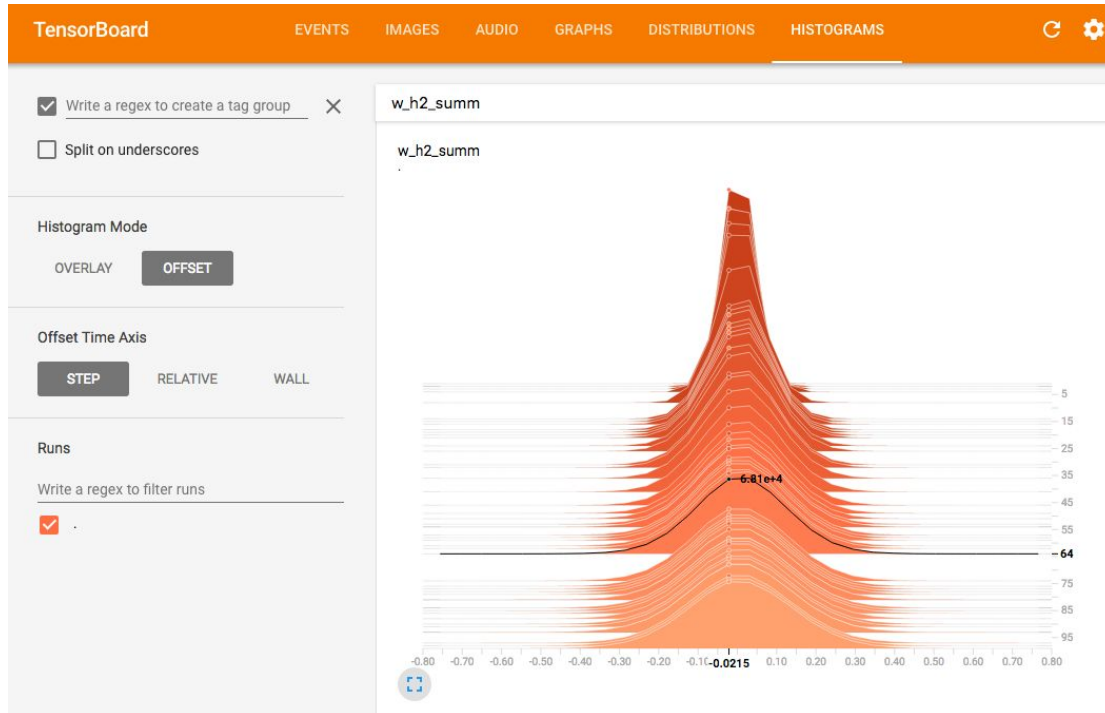 TensorBoard EVENTS IMAGES AUDIO GRAPHS DISTRIBUTIONS HISTOGRAMS
Write a regex to create a tag group
Split on underscores
Histogram Mode
OVERLAY OFFSET
Offset Time Axis
STEP RELATIVE WALL
Runs
Write a regex to filter runs
.
w_h2_summ
w_h2_summ
.
5
15
25
35
6.81e+4
45
55
64
75
85
95
-0.80 -0.70 -0.60 -0.50 -0.40 -0.30 -0.20 -0.0215 0.10 0.20 0.30 0.40 0.50 0.60 0.70 0.80